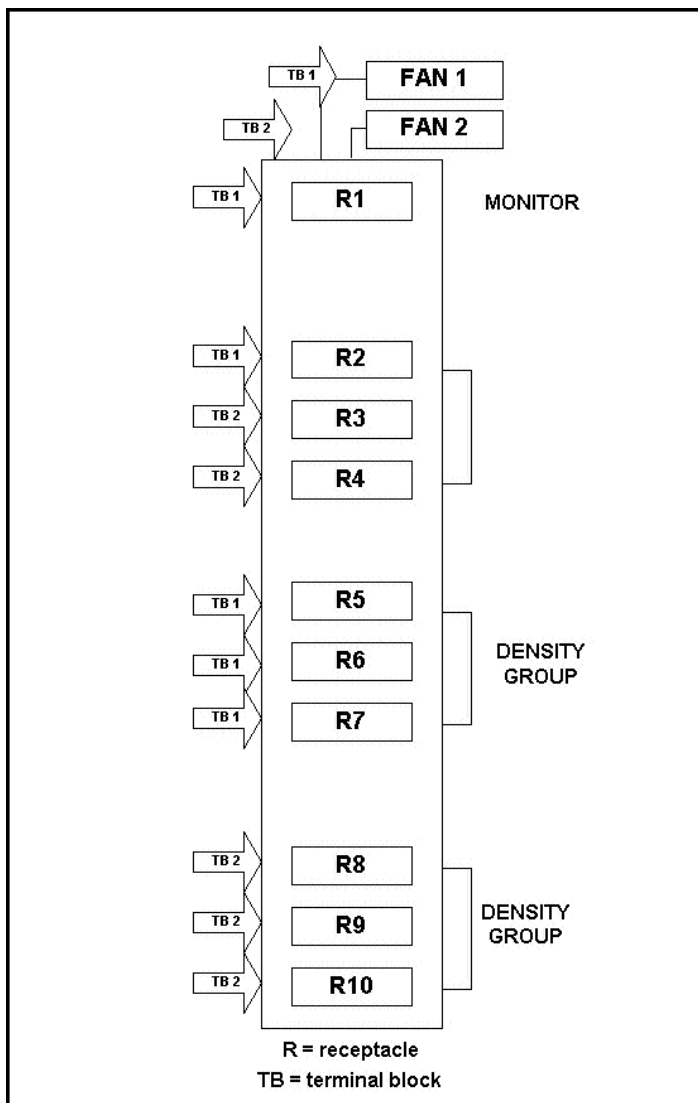 TB 1
FAN 1
TB 2
FAN 2
TB 1
R1
MONITOR
TB 1
R2
TB 2
R3
TB 2
R4
TB 1
R5
TB 1
R6
DENSITY
GROUP
TB 1
R7
TB 2
R8
TB 2
R9
DENSITY
GROUP
TB 2
R10
R = receptacle
TB = terminal block